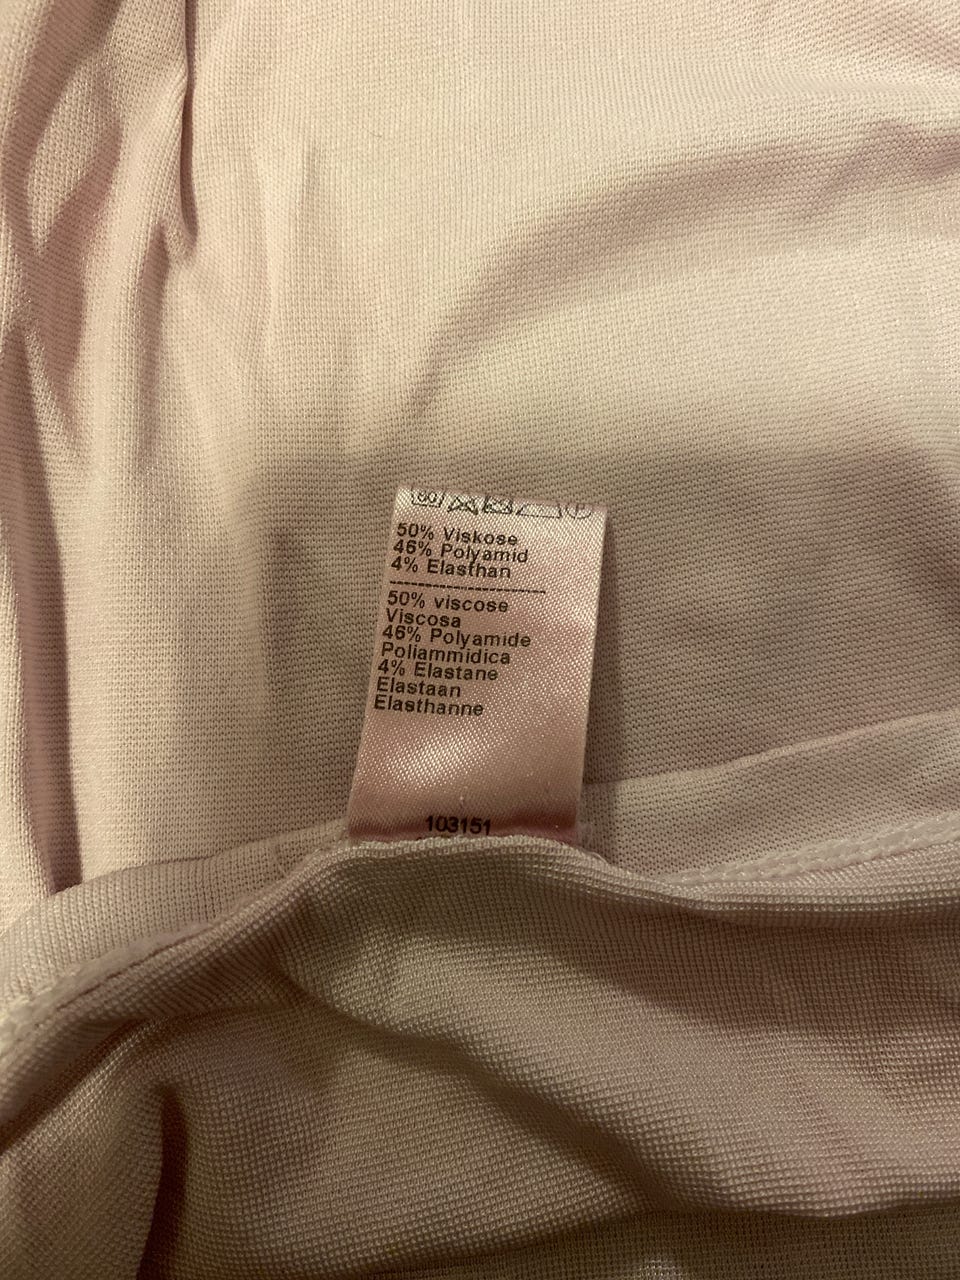 50% Viskose
46% Polyamid
4% Elasthan
50% viscose
Viscosa
46% Polyamide
Poliammidica
4% Elastane
Elastaan
Elasthanne
103151